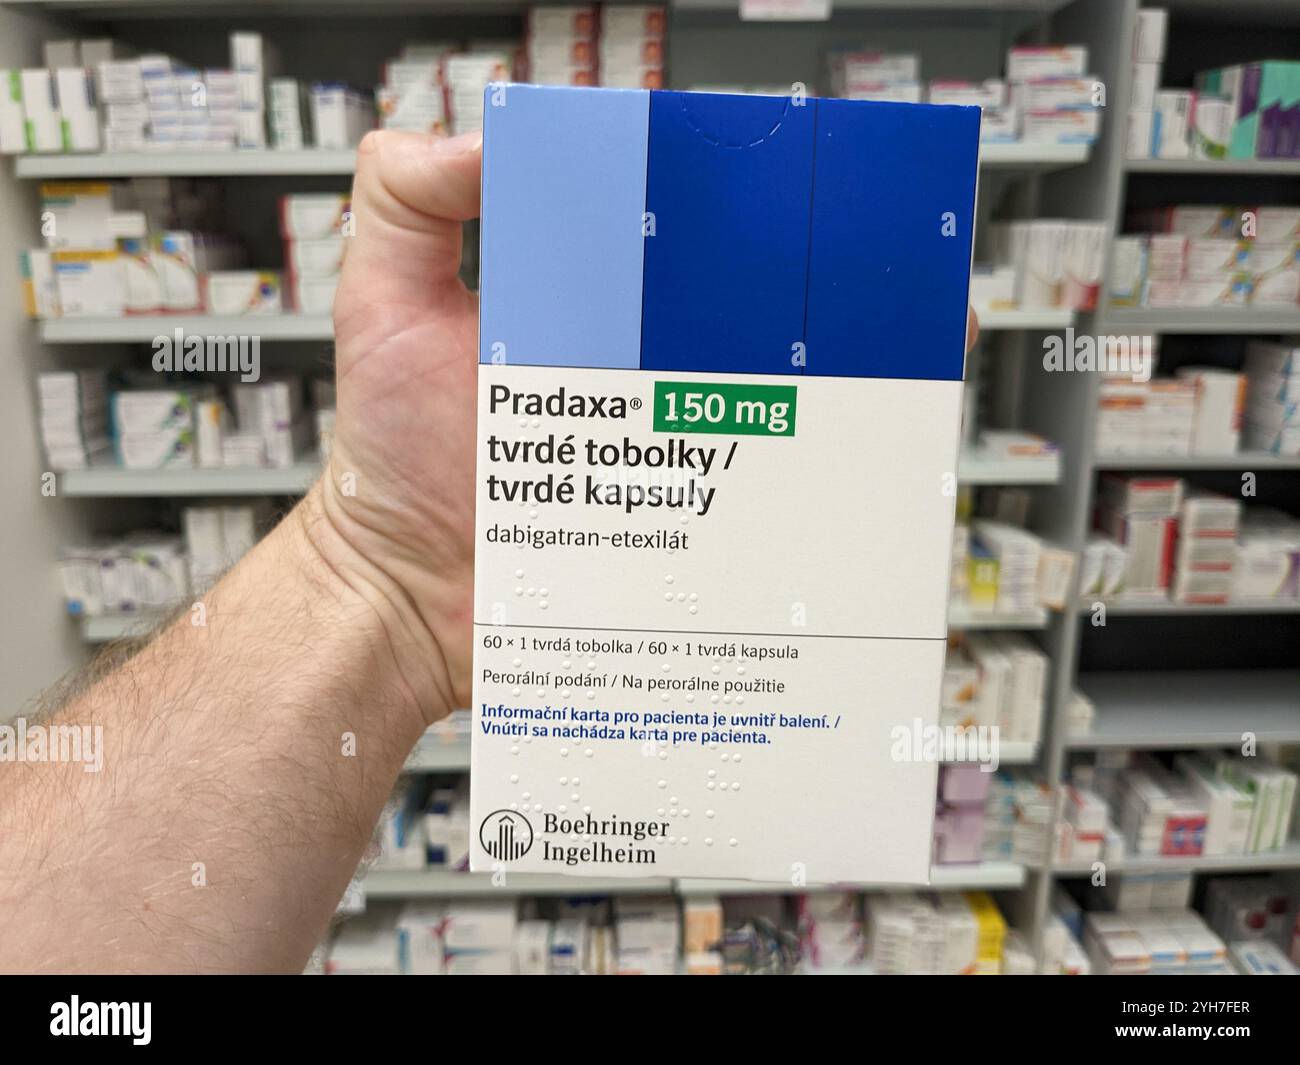 Pradaxa® 150 mg
tvrdé tobolky /
tvrdé kapsuly
dabigatran-etexilát
60 × 1 tvrdá tobolka / 60 × 1 tvrdá kapsula
Perorální podání / Na perorálne použitie
Informační karta pro pacienta je uvnitř balení. /
Vnútri sa nachádza karta pre pacienta.
Boehringer
Ingelheim
alamy
alamy
alamy
alamy
a
a
a
a
a
a
a
a
a
a
a
a
alamy
Image ID: 2YH7FER
www.alamy.com